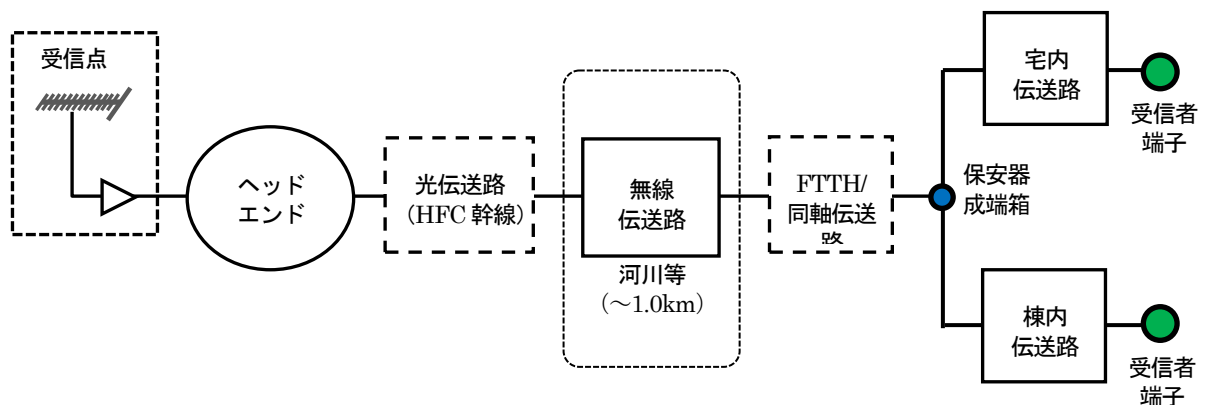 受信点
ヘッド
エンド
光伝送路
（HFC 幹線）
無線
伝送路
河川等
（～1.0km）
FTTH/
同軸伝送
路
保安器
成端箱
宅内
伝送路
受信者
端子
棟内
伝送路
受信者
端子